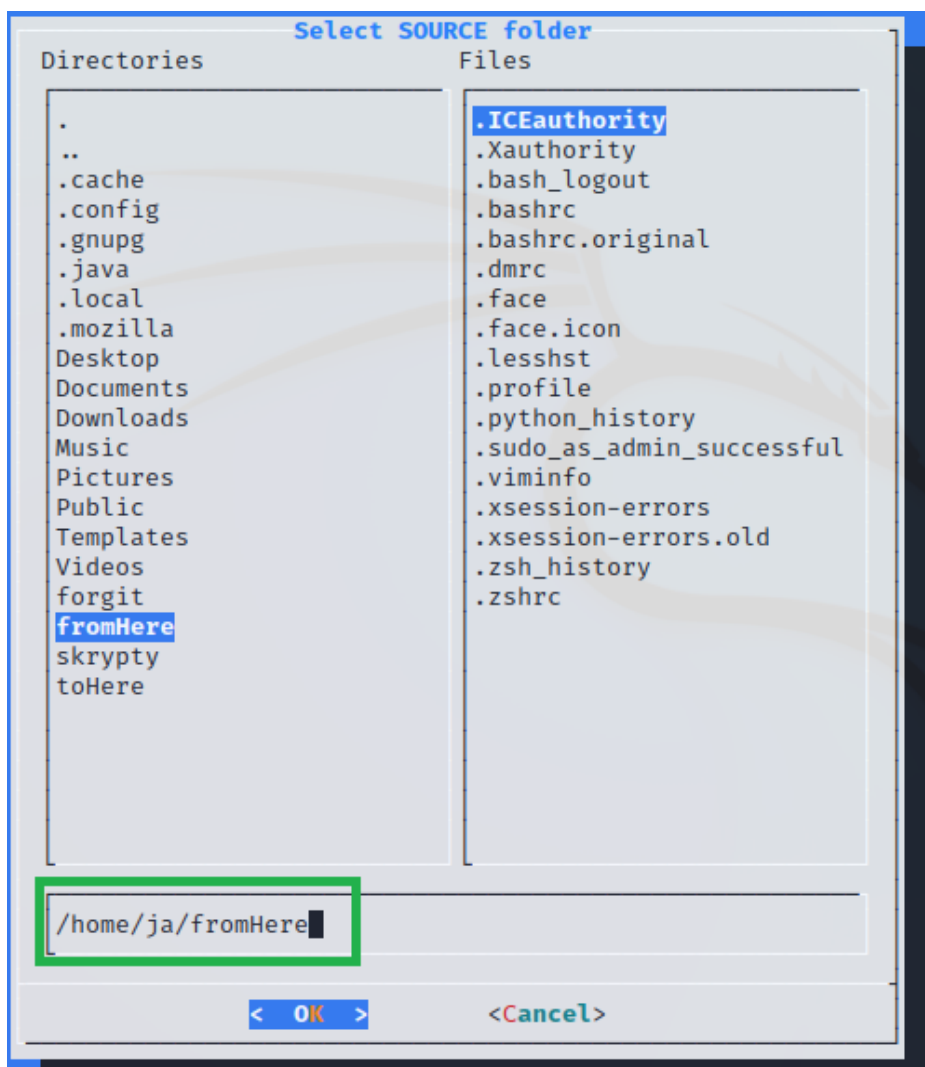 Select SOURCE folder
Directories
.
..
.cache
.config
.gnupg
.java
.local
.mozilla
Desktop
Documents
Downloads
Music
Pictures
Public
Templates
Videos
forgit
fromHere
skrypty
toHere
Files
.ICEauthority
.Xauthority
.bash_logout
.bashrc
.bashrc.original
.dmrc
.face
.face.icon
.lesshst
.profile
.python_history
.sudo_as_admin_successful
.viminfo
.xsession-errors
.xsession-errors.old
.zsh_history
.zshrc
/home/ja/fromHere
< OK > <Cancel>